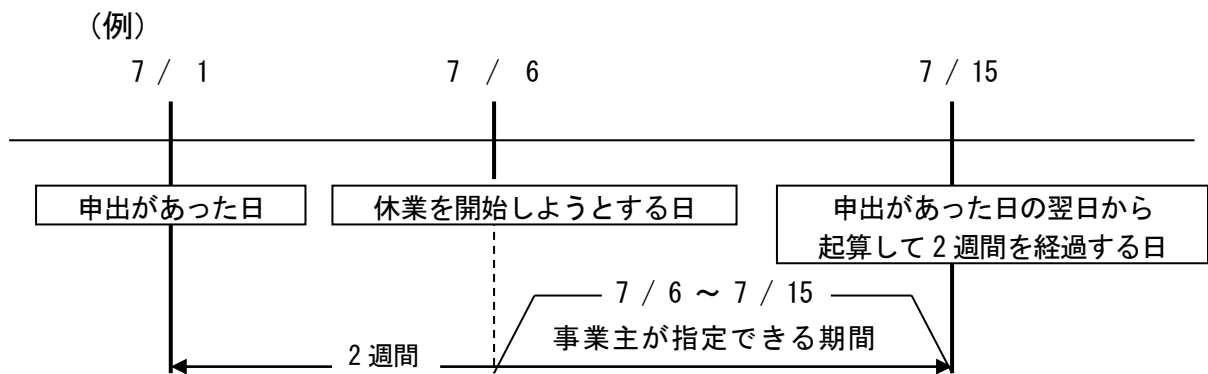 （例）
7 / 1
7 / 6
7 / 15
申出があった日
休業を開始しようとする日
申出があった日の翌日から
起算して2週間を経過する日
7 / 6 ～ 7 / 15
事業主が指定できる期間
2週間